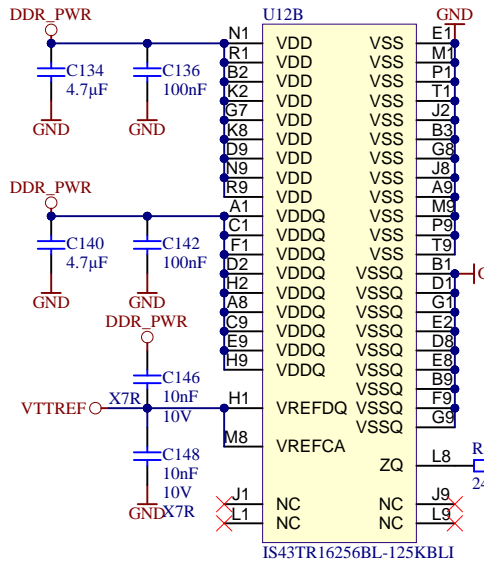 DDR_PWR
U12B
GND
C134
4.7µF
C136
100nF
GND
GND
N1 VDD VSS E1
R1 VDD VSS M1
B2 VDD VSS P1
K2 VDD VSS T1
G7 VDD VSS J2
K8 VDD VSS B3
D9 VDD VSS G8
N9 VDD VSS J8
R9 VDD VSS A9
DDR_PWR
A1 VDDQ VSS M9
C1 VDDQ VSS P9
F1 VDDQ VSS T9
D2 VDDQ VSSQ B1
H2 VDDQ VSSQ D1
A8 VDDQ VSSQ G1
C9 VDDQ VSSQ E2
E9 VDDQ VSSQ D8
H9 VDDQ VSSQ E8
VSSQ B9
VSSQ F9
VSSQ G9
C140
4.7µF
C142
100nF
GND
GND
DDR_PWR
C146
10nF
10V
X7R
VTTREF
H1 VREFDQ
M8 VREFCA
C148
10nF
10V
X7R
GND
ZQ L8
R
24
J1 NC NC J9
L1 NC NC L9
IS43TR16256BL-125KBLI